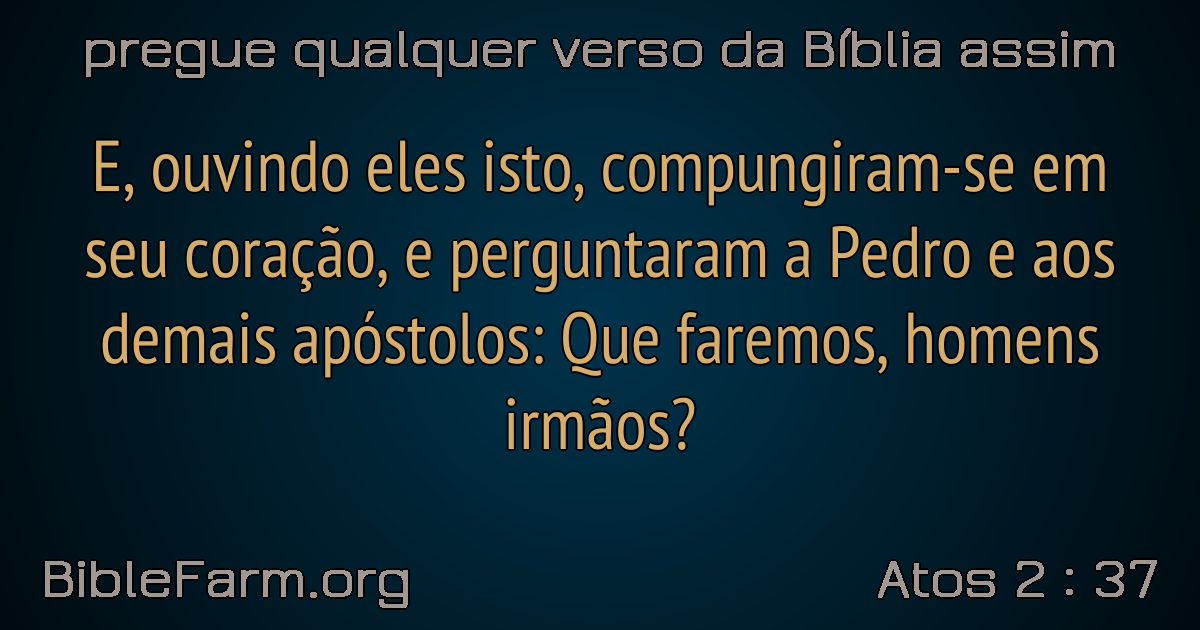 pregue qualquer verso da Bíblia assim
E, ouvindo eles isto, compungiram-se em
seu coração, e perguntaram a Pedro e aos
demais apóstolos: Que faremos, homens
irmãos?
BibleFarm.org
Atos 2 : 37